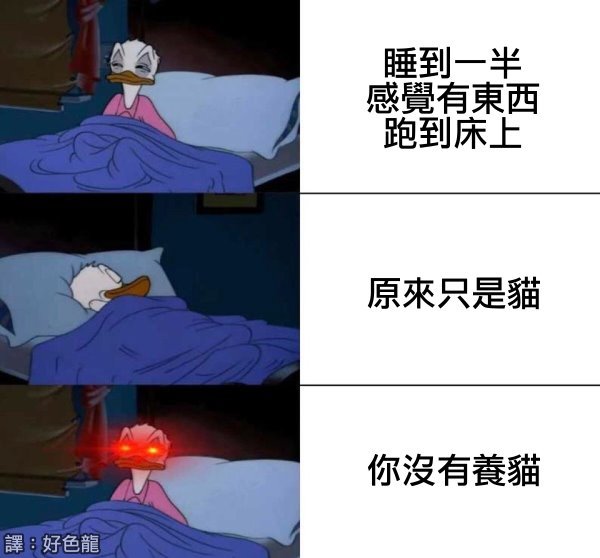 睡到一半
感覺有東西
跑到床上
原來只是貓
你沒有養貓
譯：好色龍